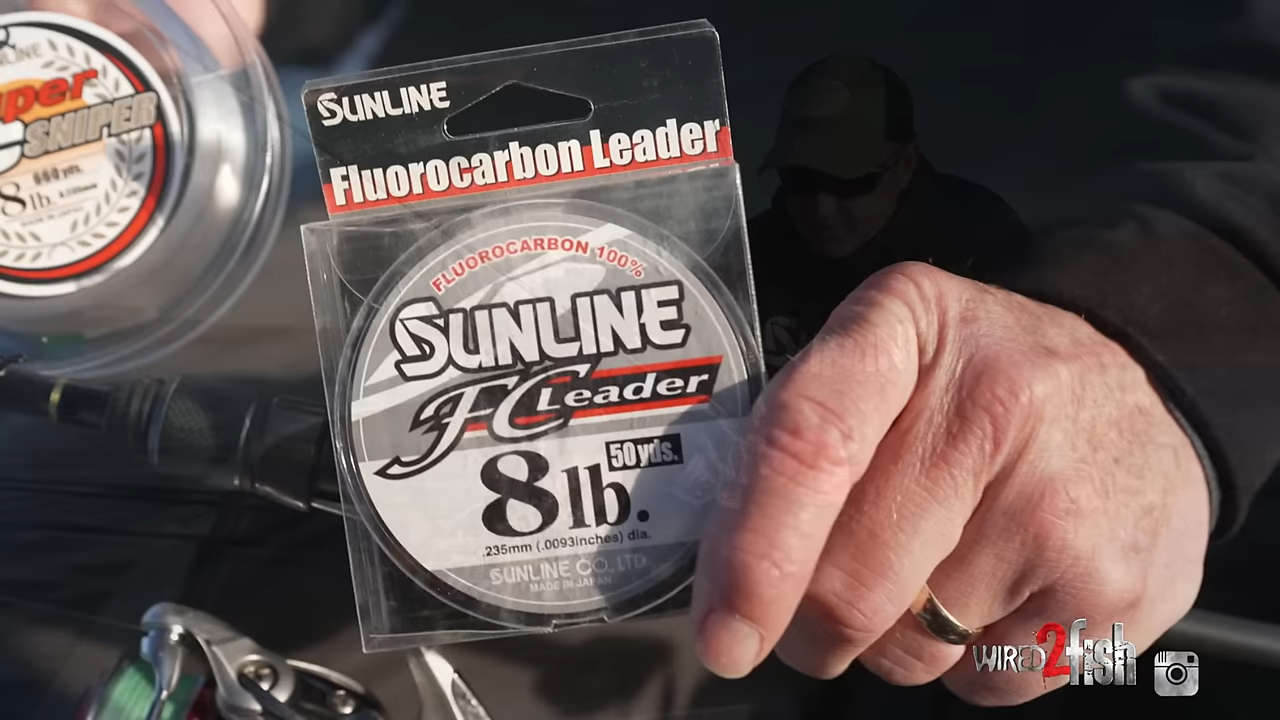 SUNLINE
Fluorocarbon Leader
FLUOROCARBON 100%
SUNLINE
FC Leader
50yds.
8lb.
.235mm (.0093inches) dia.
SUNLINE CO., LTD
MADE IN JAPAN
SNIPER
8lb
WIRED2fish